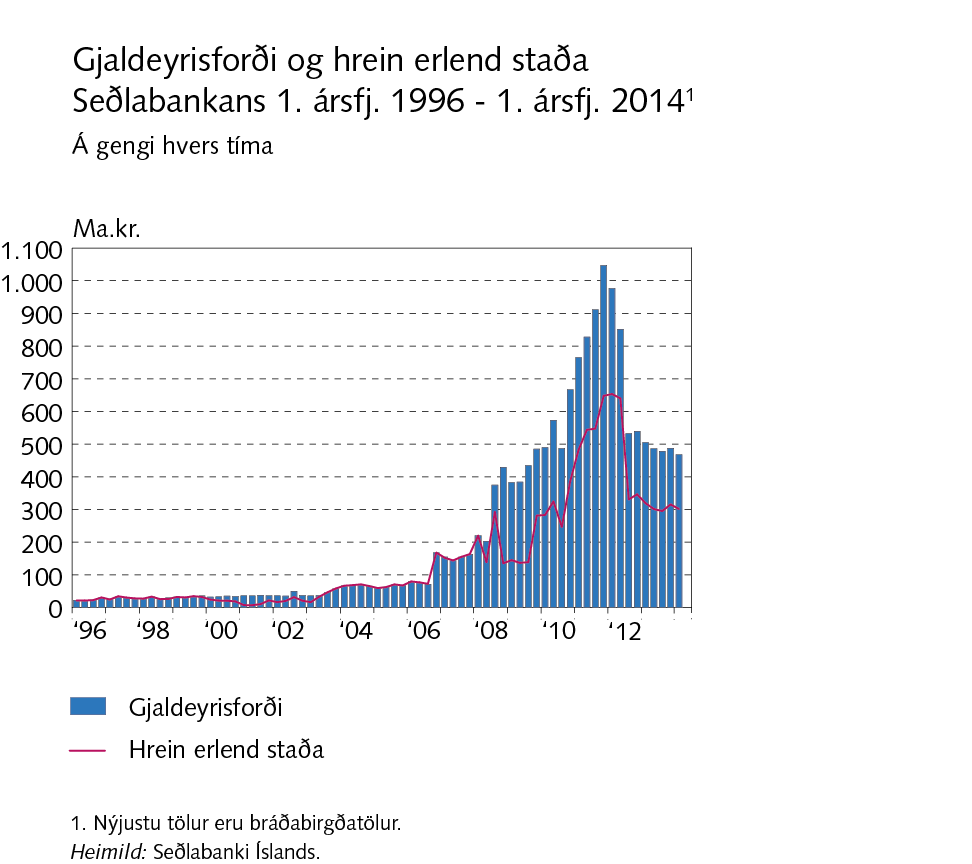 Gjaldeyrisforði og hrein erlend staða
Seðlabankans 1. ársfj. 1996 - 1. ársfj. 2014¹
Á gengi hvers tíma
Ma.kr.
1.100
1.000
900
800
700
600
500
400
300
200
100
0
‘96 ‘98 ‘00 ‘02 ‘04 ‘06 ‘08 ‘10 ‘12
Gjaldeyrisforði
Hrein erlend staða
1. Nýjustu tölur eru bráðabirgðatölur.
Heimild: Seðlabanki Íslands.